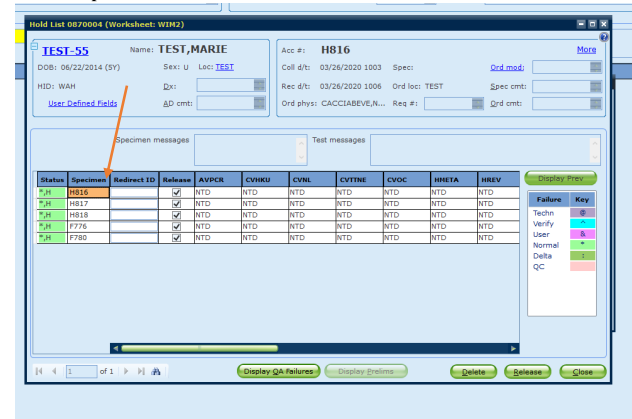 Hold List 0870004 (Worksheet: WIM2)
TEST-55 Name: TEST,MARIE
DOB: 06/22/2014 (SY) Sex: U Loc: TEST
HID: WAH Dx:
User Defined Fields AD cmt:
Acc #: H816 More
Coll d/t: 03/26/2020 1003 Spec: Ord mod:
Rec d/t: 03/26/2020 1006 Ord loc: TEST Spec cmt:
Ord phys: CACCIABEVE,N... Req #: Ord cmt:
Specimen messages Test messages
Status Specimen Redirect ID Release AVPCR CVHKU CVNL CVTTNE CVOC HMETA HREV
*,H H816 NTD NTD NTD NTD NTD NTD NTD
*,H H817 NTD NTD NTD NTD NTD NTD NTD
*,H H818 NTD NTD NTD NTD NTD NTD NTD
*,H F776 NTD NTD NTD NTD NTD NTD NTD
*,H F780 NTD NTD NTD NTD NTD NTD NTD
Display Prev
Failure Key
Techn @
Verify ^
User &
Normal *
Delta :
QC
1 of 1 Display QA Failures Display Prelims Delete Release Close